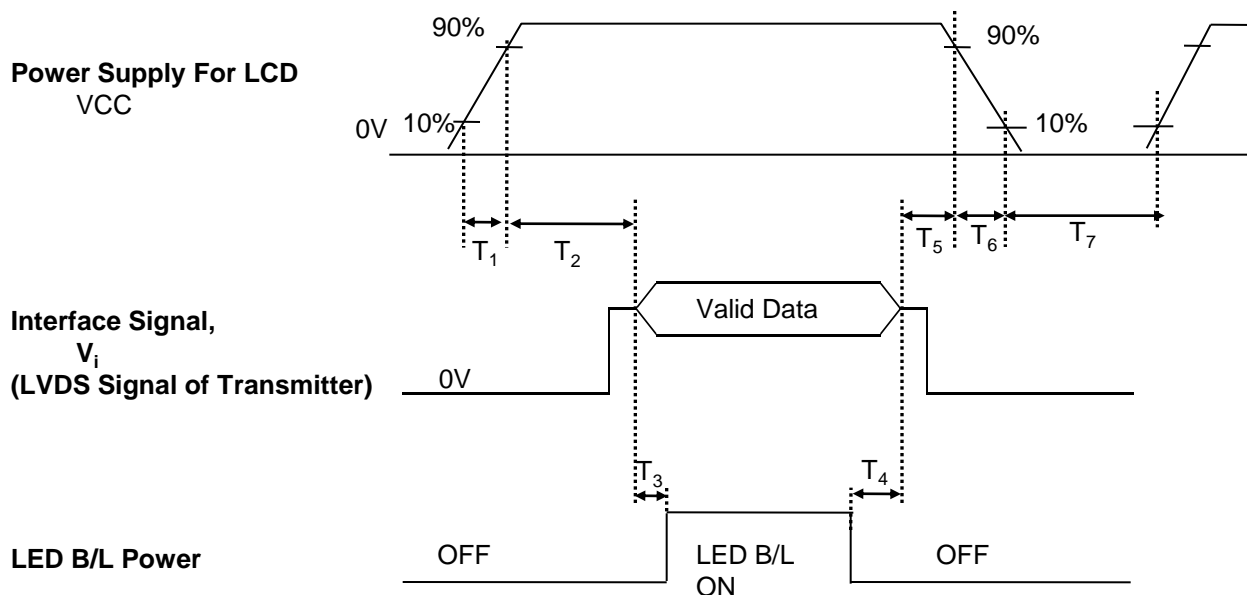 90%
90%
Power Supply For LCD
VCC
0V
10%
10%
T1
T2
T5
T6
T7
Interface Signal,
Vi
(LVDS Signal of Transmitter)
Valid Data
0V
T3
T4
LED B/L Power
OFF
LED B/L
ON
OFF